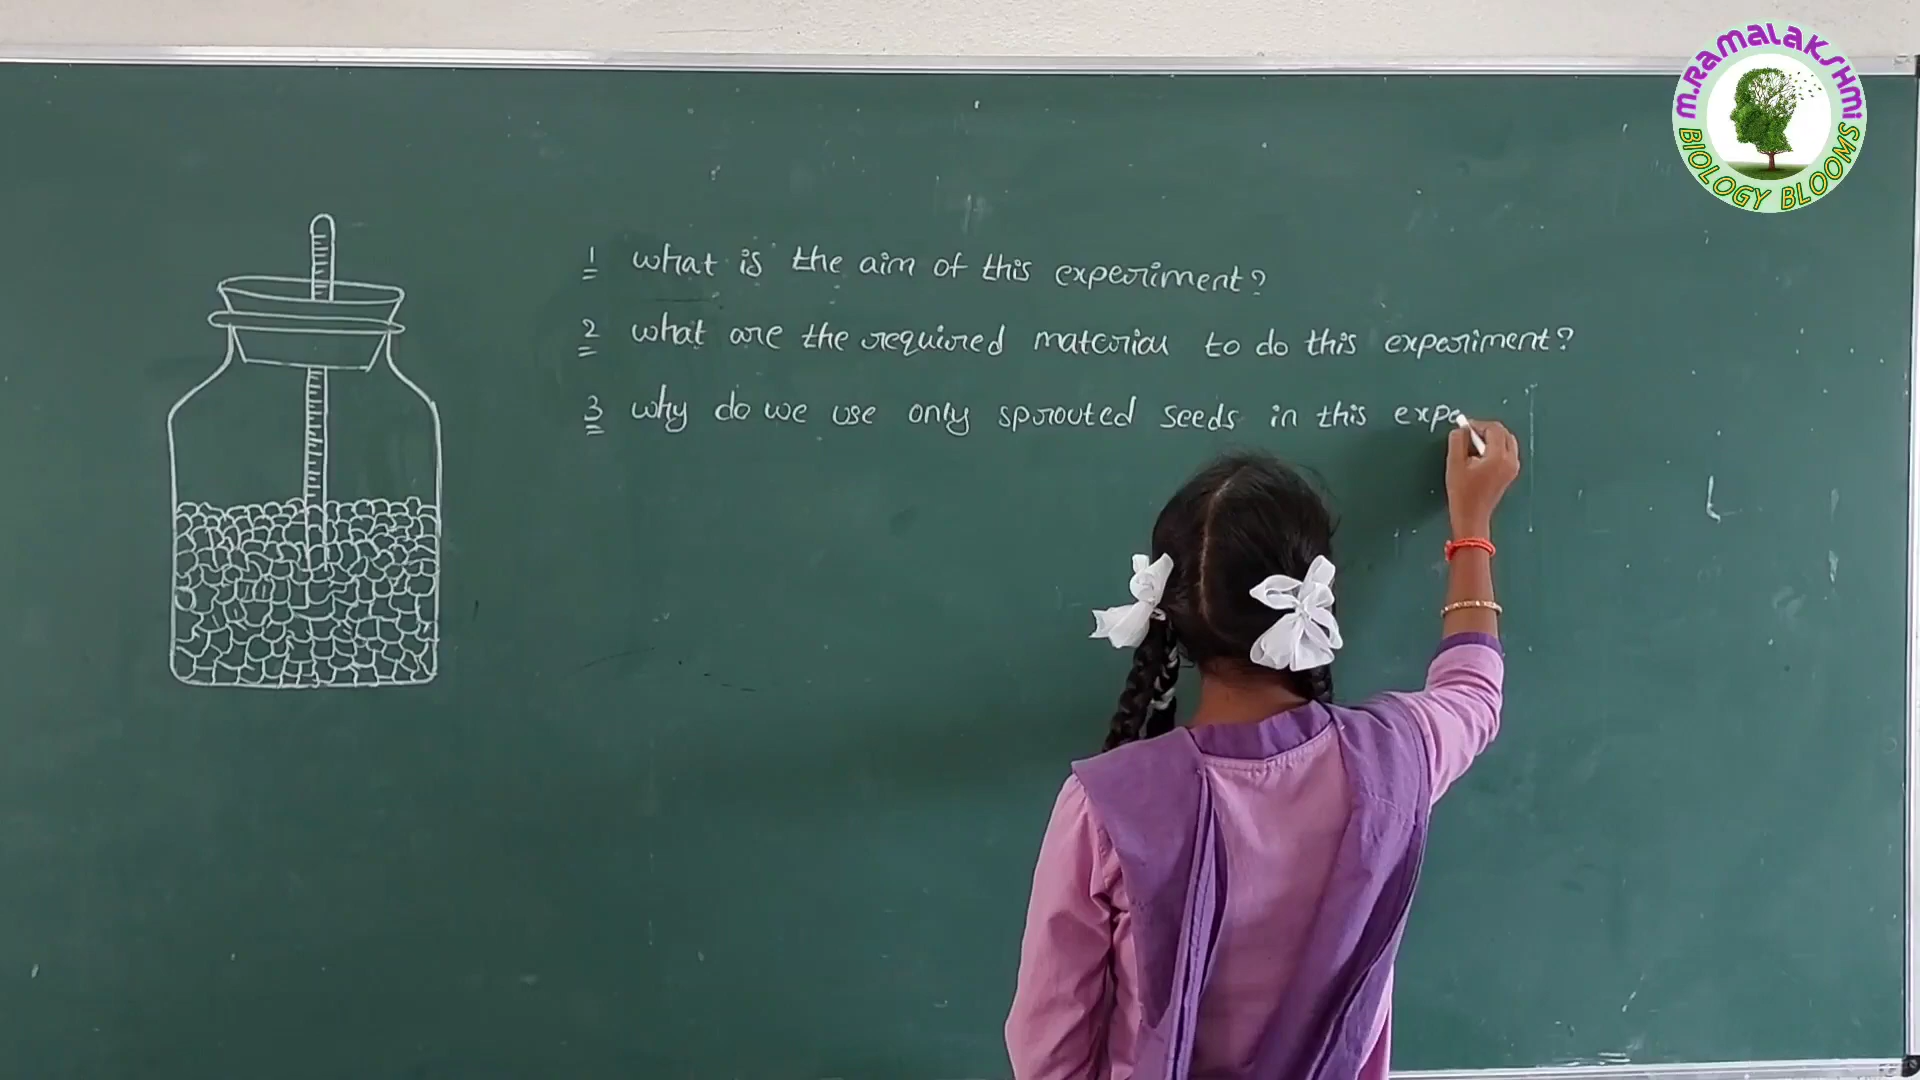 M.RAMALAKSHMI
BIOLOGY BLOOMS
1 what is the aim of this experiment?
2 what are the required material to do this experiment?
3 why do we use only sprouted seeds in this expe